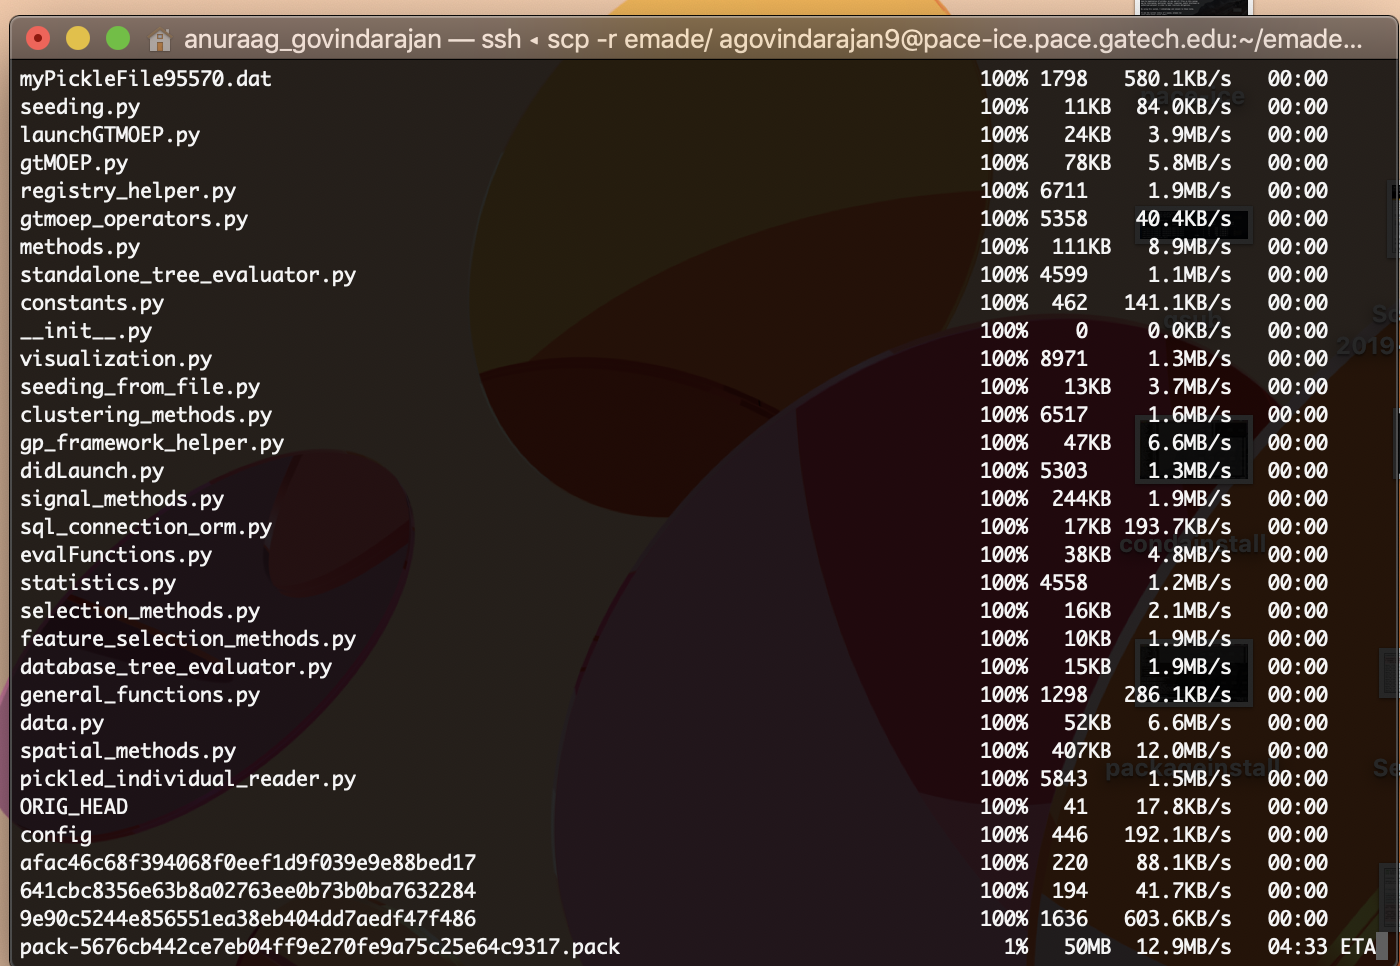 anuraag_govindarajan — ssh ◂ scp -r emade/ agovindarajan9@pace-ice.pace.gatech.edu:~/emade...
myPickleFile95570.dat 100% 1798 580.1KB/s 00:00
seeding.py 100% 11KB 84.0KB/s 00:00
launchGTMOEP.py 100% 24KB 3.9MB/s 00:00
gtMOEP.py 100% 78KB 5.8MB/s 00:00
registry_helper.py 100% 6711 1.9MB/s 00:00
gtmoep_operators.py 100% 5358 40.4KB/s 00:00
methods.py 100% 111KB 8.9MB/s 00:00
standalone_tree_evaluator.py 100% 4599 1.1MB/s 00:00
constants.py 100% 462 141.1KB/s 00:00
__init__.py 100% 0 0.0KB/s 00:00
visualization.py 100% 8971 1.3MB/s 00:00
seeding_from_file.py 100% 13KB 3.7MB/s 00:00
clustering_methods.py 100% 6517 1.6MB/s 00:00
gp_framework_helper.py 100% 47KB 6.6MB/s 00:00
didLaunch.py 100% 5303 1.3MB/s 00:00
signal_methods.py 100% 244KB 1.9MB/s 00:00
sql_connection_orm.py 100% 17KB 193.7KB/s 00:00
evalFunctions.py 100% 38KB 4.8MB/s 00:00
statistics.py 100% 4558 1.2MB/s 00:00
selection_methods.py 100% 16KB 2.1MB/s 00:00
feature_selection_methods.py 100% 10KB 1.9MB/s 00:00
database_tree_evaluator.py 100% 15KB 1.9MB/s 00:00
general_functions.py 100% 1298 286.1KB/s 00:00
data.py 100% 52KB 6.6MB/s 00:00
spatial_methods.py 100% 407KB 12.0MB/s 00:00
pickled_individual_reader.py 100% 5843 1.5MB/s 00:00
ORIG_HEAD 100% 41 17.8KB/s 00:00
config 100% 446 192.1KB/s 00:00
afac46c68f394068f0eef1d9f039e9e88bed17 100% 220 88.1KB/s 00:00
641cbc8356e63b8a02763ee0b73b0ba7632284 100% 194 41.7KB/s 00:00
9e90c5244e856551ea38eb404dd7aedf47f486 100% 1636 603.6KB/s 00:00
pack-5676cb442ce7eb04ff9e270fe9a75c25e64c9317.pack 1% 50MB 12.9MB/s 04:33 ETA
2019
condainstall
packageinstall